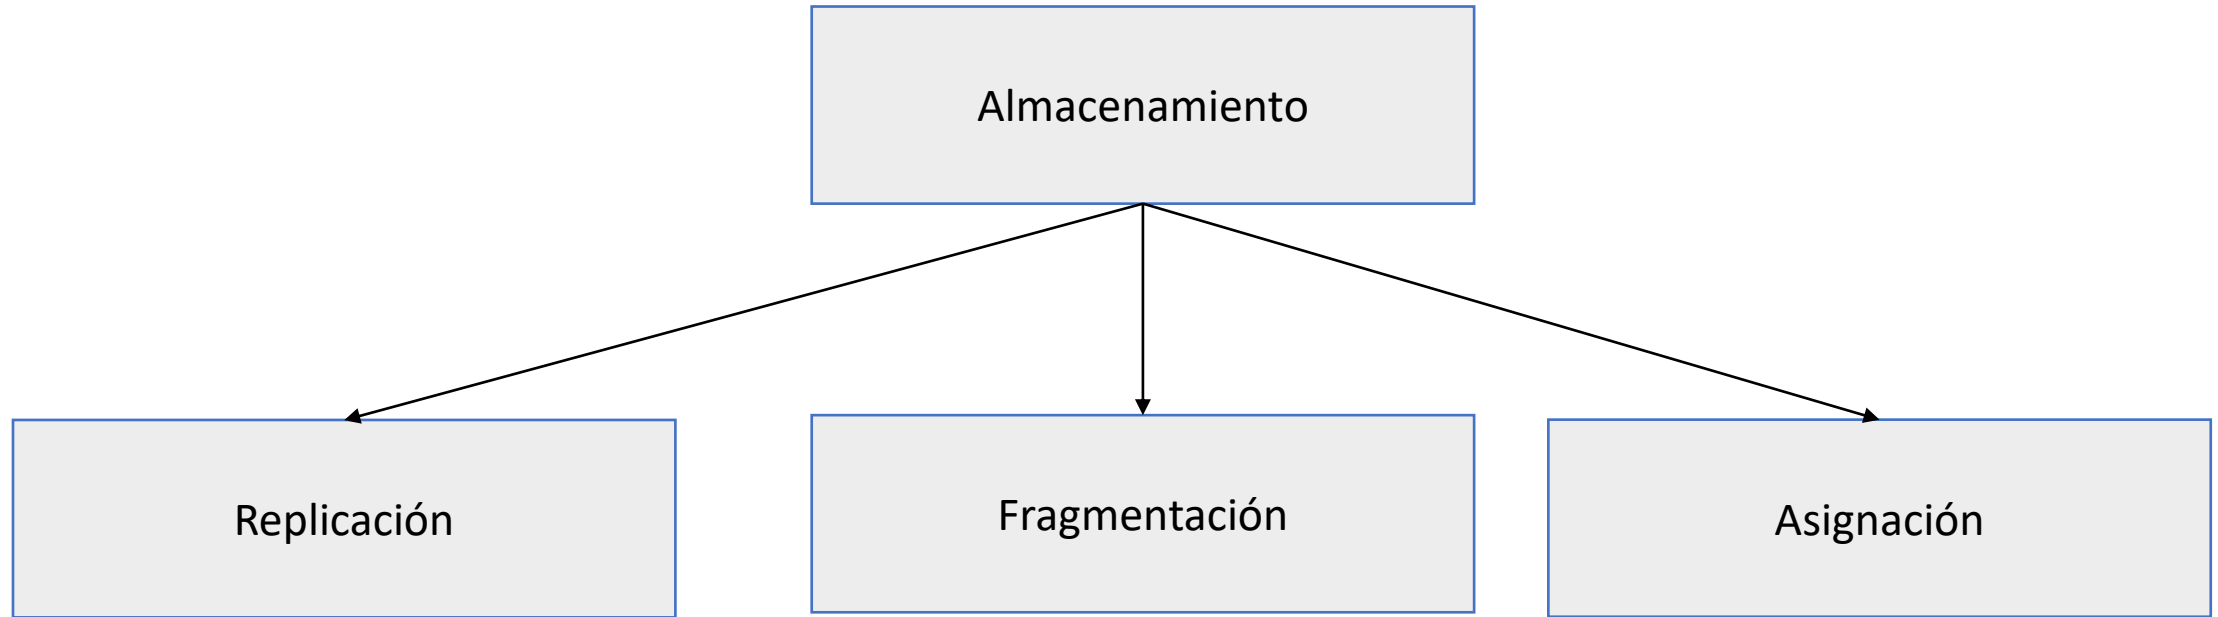 Almacenamiento
Replicación
Fragmentación
Asignación